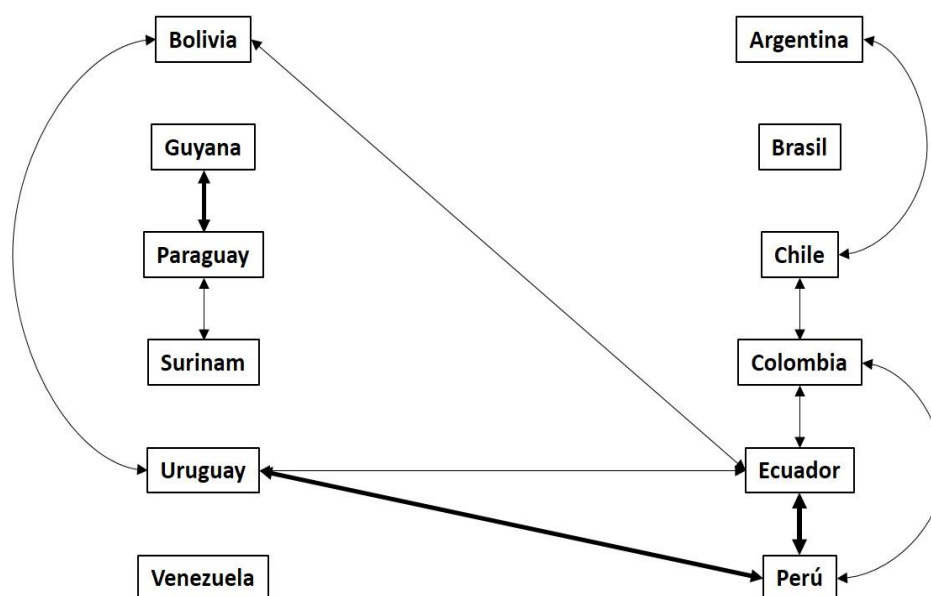 Bolivia
Argentina
Guyana
Brasil
Paraguay
Chile
Surinam
Colombia
Uruguay
Ecuador
Venezuela
Perú